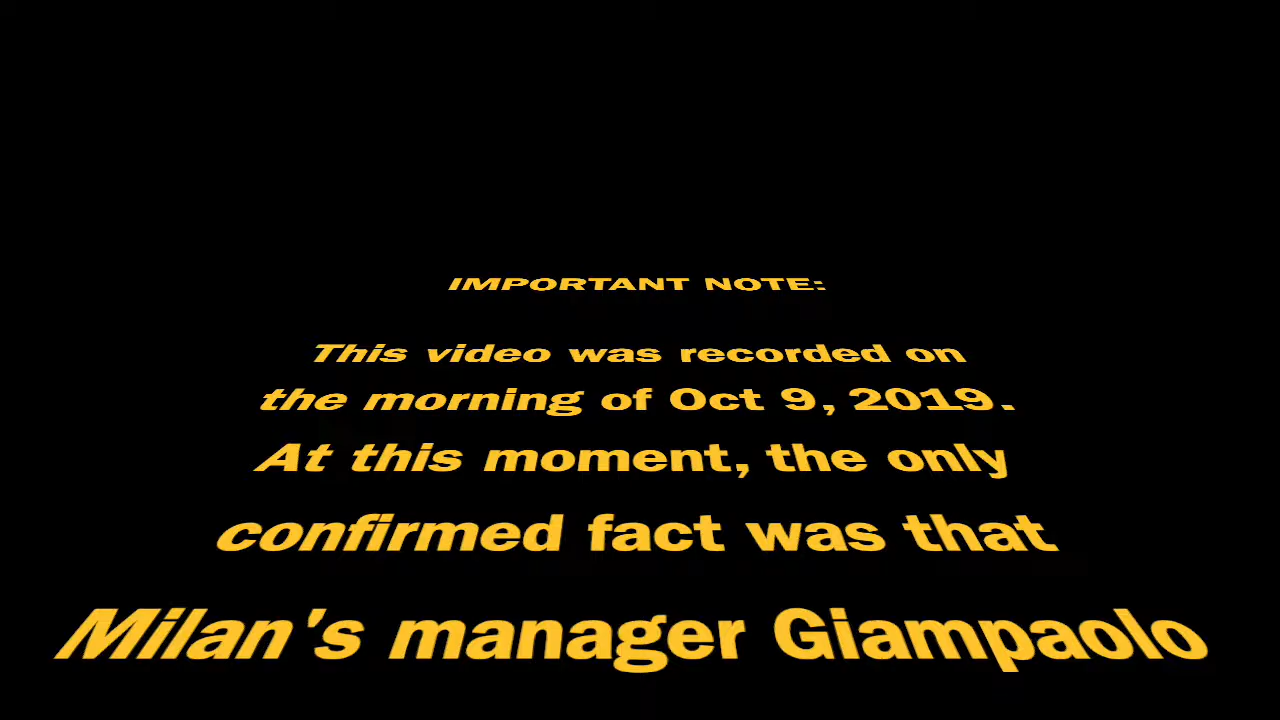 IMPORTANT NOTE:
This video was recorded on
the morning of Oct 9, 2019.
At this moment, the only
confirmed fact was that
Milan's manager Giampaolo